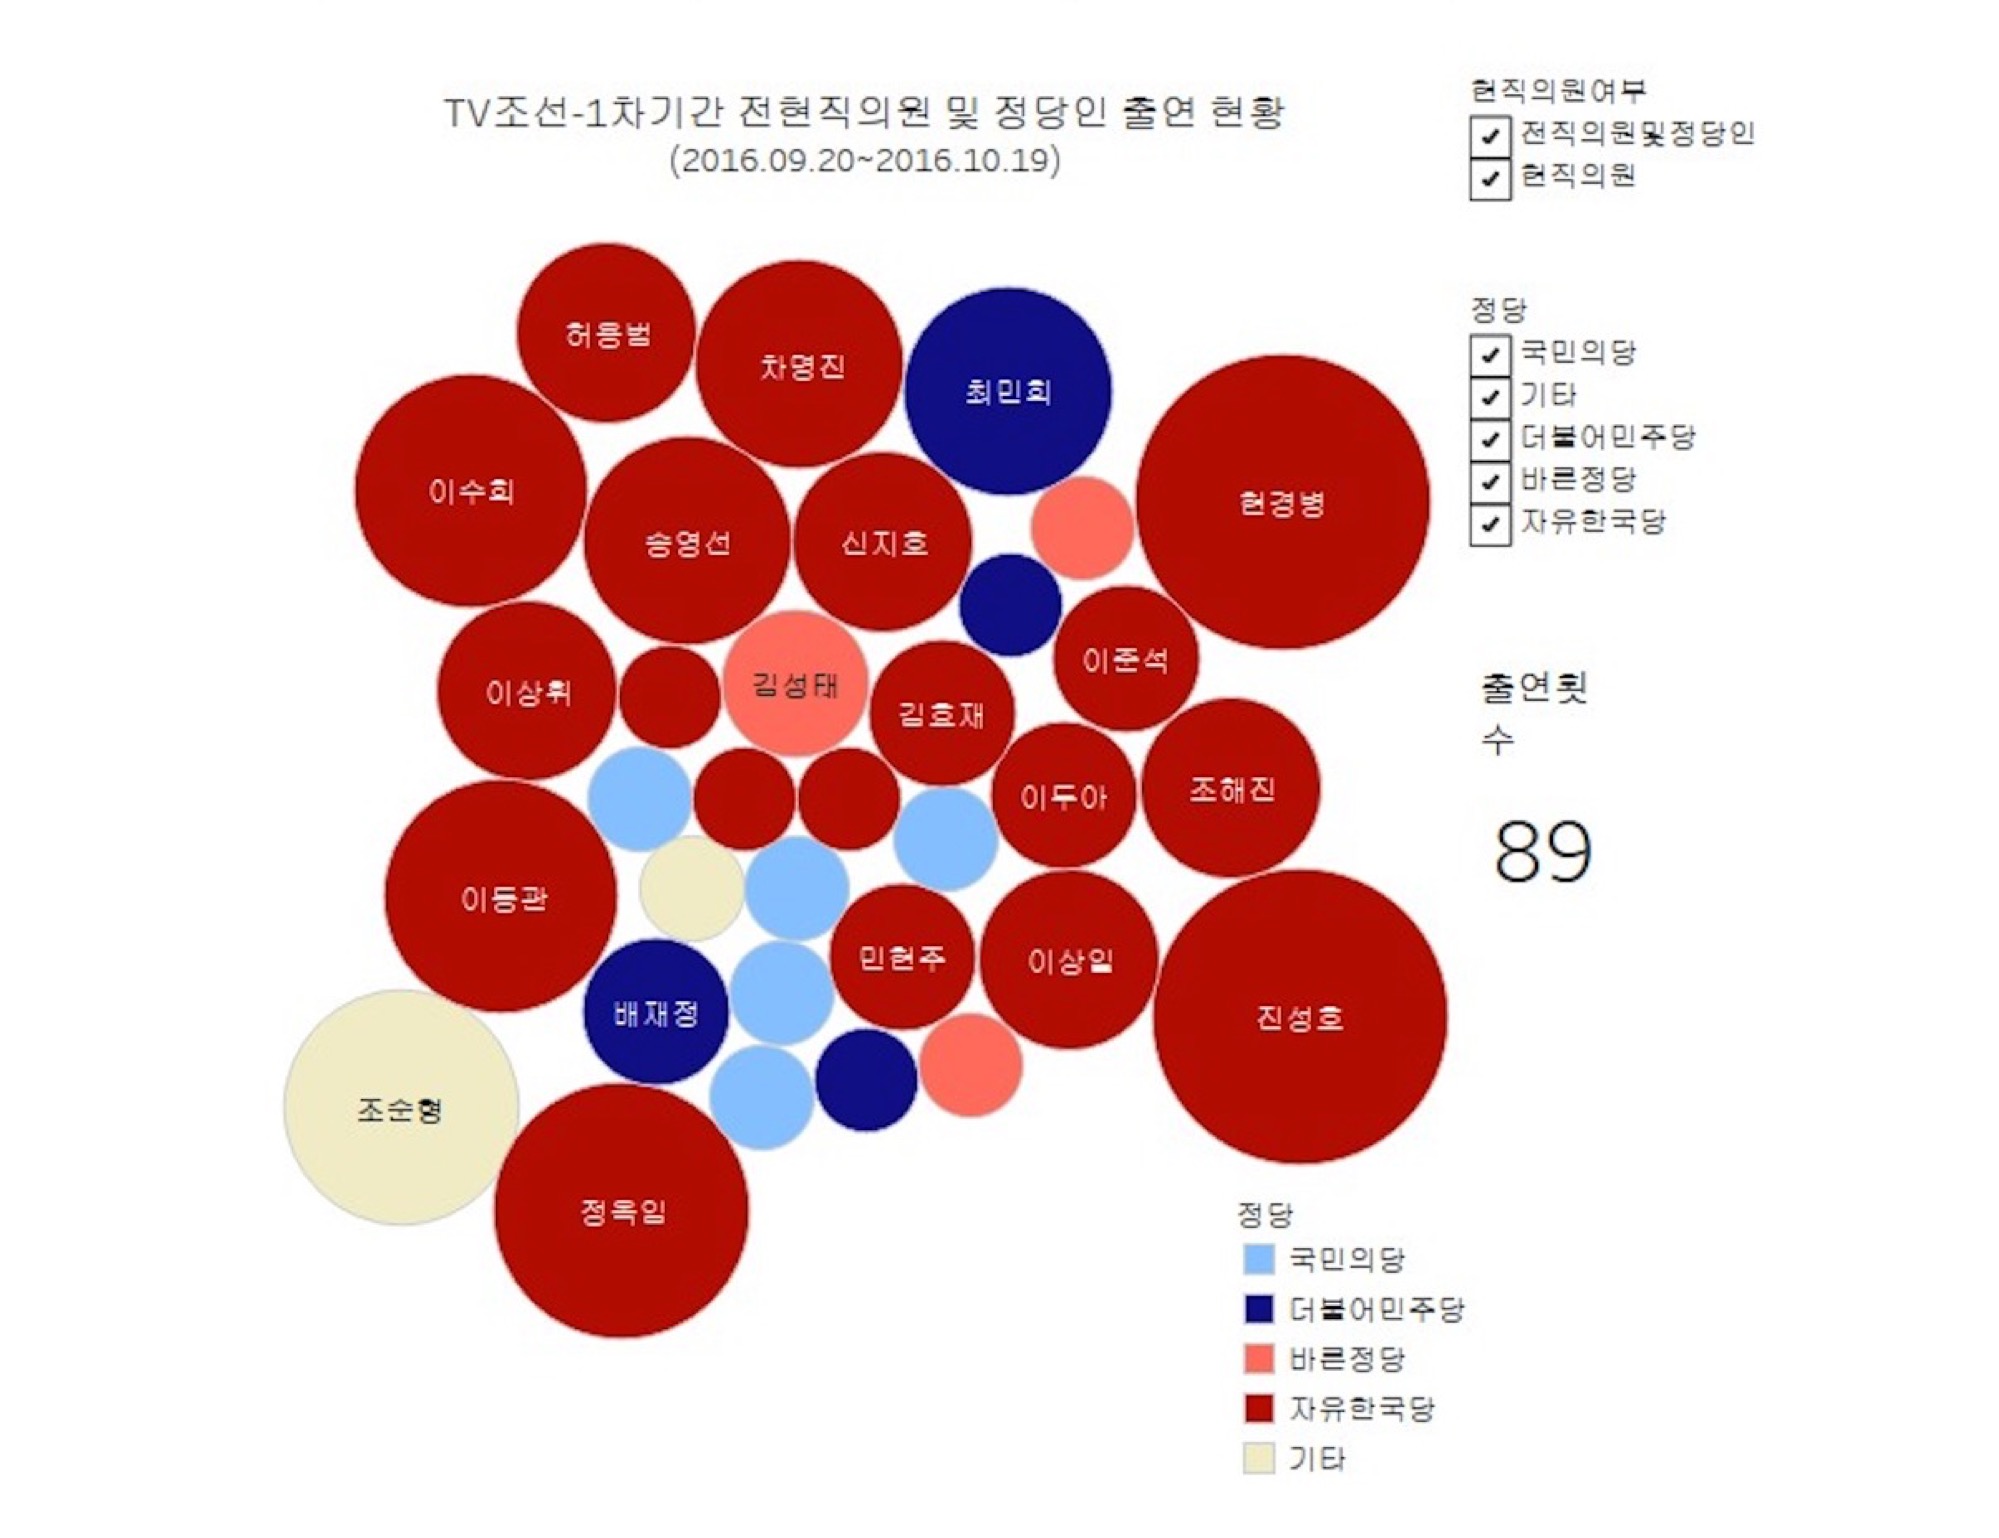 TV조선-1차기간 전현직의원 및 정당인 출연 현황
(2016.09.20~2016.10.19)
현직의원여부
전직의원및정당인
현직의원
정당
국민의당
기타
더불어민주당
바른정당
자유한국당
출연횟
수
89
허용범
차명진
최민희
현경병
이수희
송영선
신지호
이준석
이상휘
김성태
김효재
이두아
조해진
이동관
민현주
이상일
진성호
배재정
조순형
정옥임
정당
국민의당
더불어민주당
바른정당
자유한국당
기타